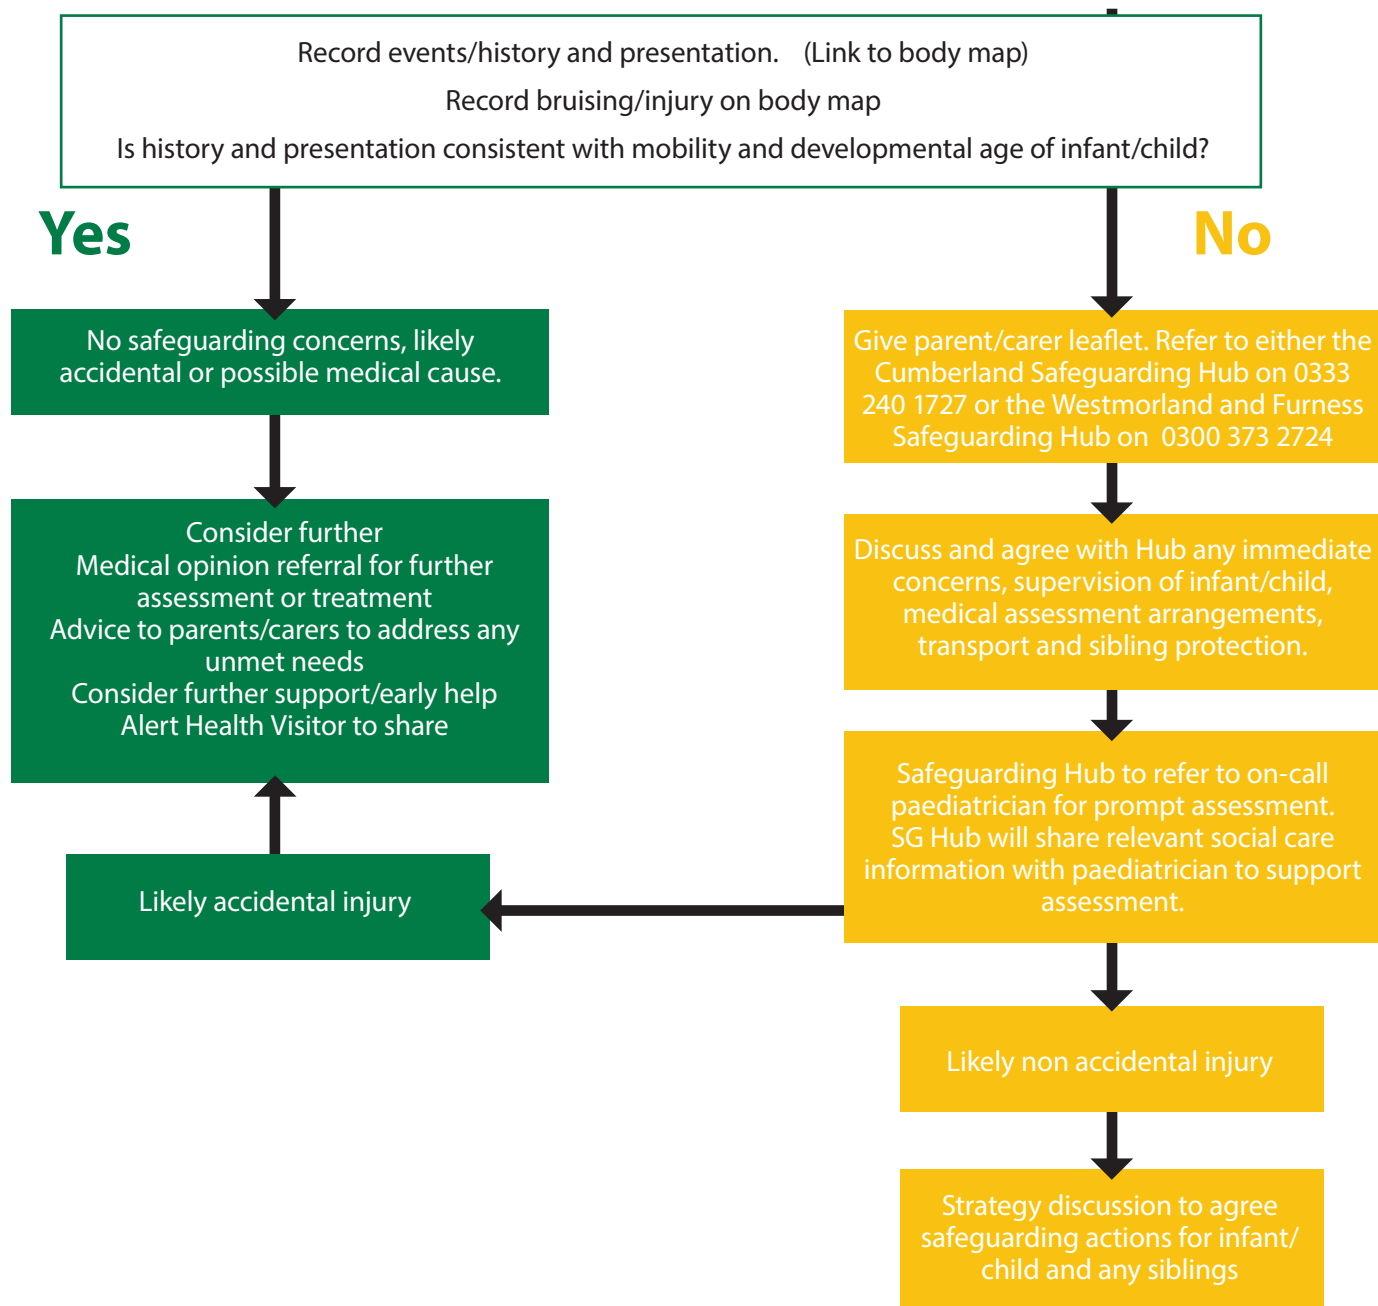 Record events/history and presentation. (Link to body map)
Record bruising/injury on body map
Is history and presentation consistent with mobility and developmental age of infant/child?
Yes
No
No safeguarding concerns, likely
accidental or possible medical cause.
Give parent/carer leaflet. Refer to either the
Cumberland Safeguarding Hub on 0333
240 1727 or the Westmorland and Furness
Safeguarding Hub on 0300 373 2724
Consider further
Medical opinion referral for further
assessment or treatment
Advice to parents/carers to address any
unmet needs
Consider further support/early help
Alert Health Visitor to share
Discuss and agree with Hub any immediate
concerns, supervision of infant/child,
medical assessment arrangements,
transport and sibling protection.
Safeguarding Hub to refer to on-call
paediatrician for prompt assessment.
SG Hub will share relevant social care
information with paediatrician to support
assessment.
Likely accidental injury
Likely non accidental injury
Strategy discussion to agree
safeguarding actions for infant/
child and any siblings